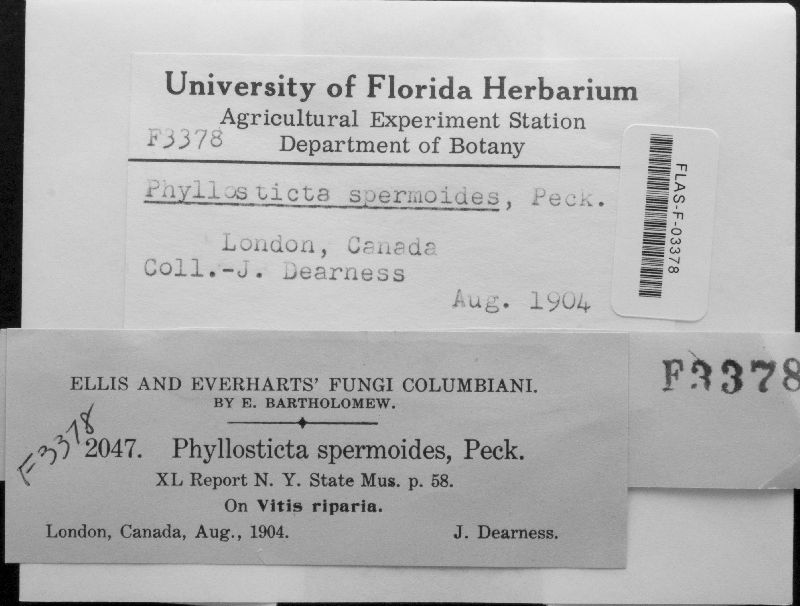 University of Florida Herbarium
Agricultural Experiment Station
F3378
Department of Botany
Phyllosticta spermoides, Peck.
London, Canada
Coll.-J. Dearness
Aug. 1904
FLAS-F-03378
F3378
ELLIS AND EVERHARTS' FUNGI COLUMBIANI.
BY E. BARTHOLOMEW.
F3378
2047. Phyllosticta spermoides, Peck.
XL Report N. Y. State Mus. p. 58.
On Vitis riparia.
London, Canada, Aug., 1904. J. Dearness.